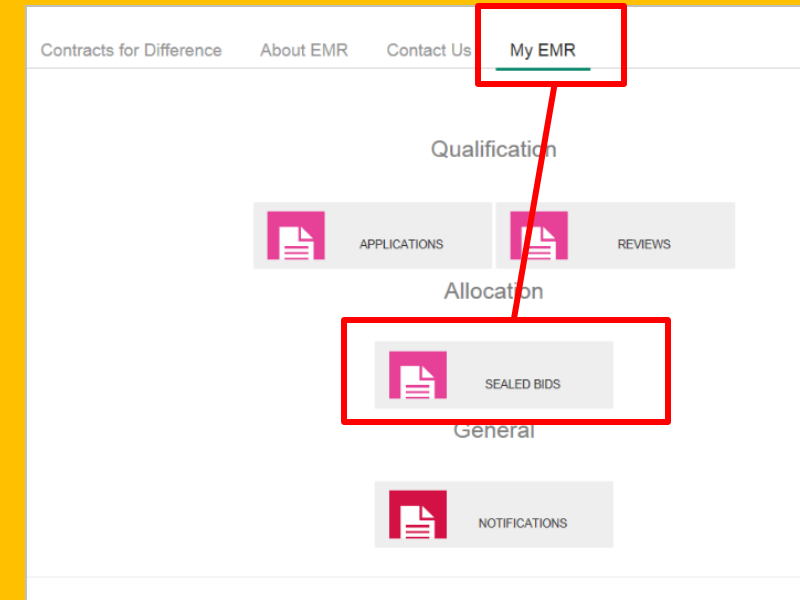 Contracts for Difference About EMR Contact Us My EMR
Qualification
APPLICATIONS REVIEWS
Allocation
SEALED BIDS
General
NOTIFICATIONS